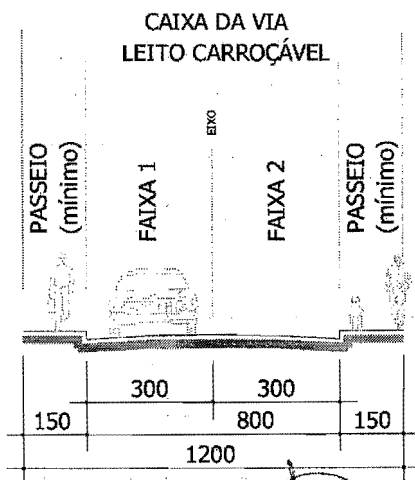 CAIXA DA VIA
LEITO CARROÇÁVEL
EIXO
PASSEIO
(mínimo)
FAIXA 1
FAIXA 2
PASSEIO
(mínimo)
300 300
150 800 150
1200